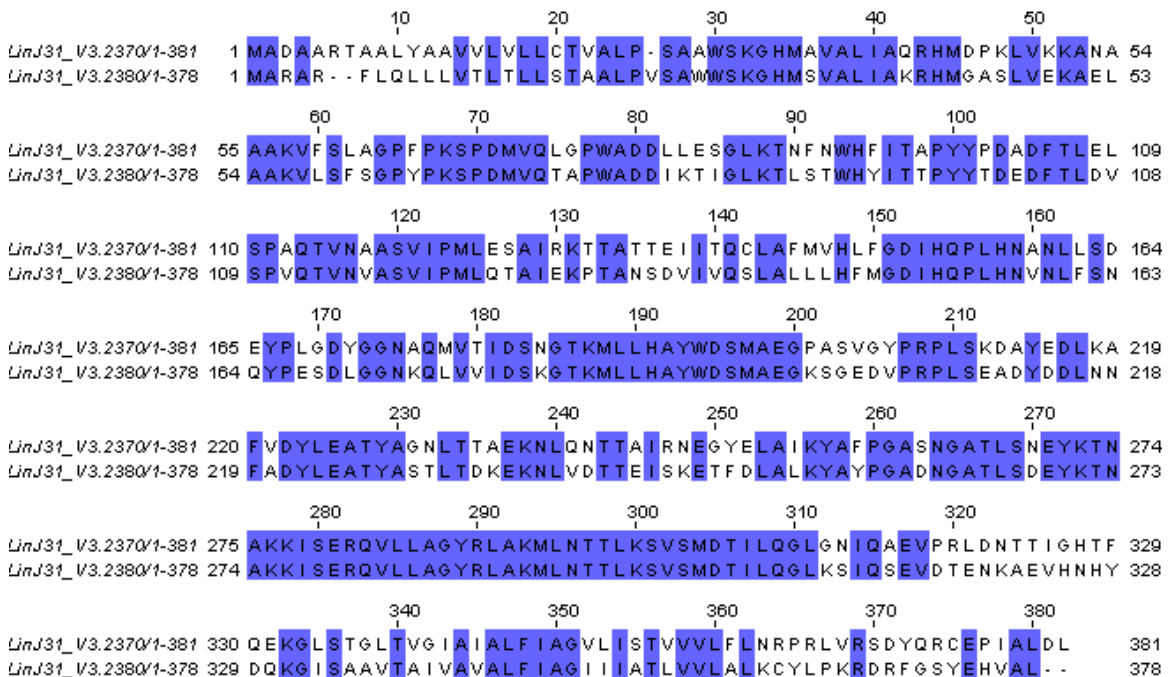 10 20 30 40 50
LinJ31_V3.2370/1-381 1 MADAARTAALYAAVVLVLLCTVALP-SAAWSKGHMAVALIAQRHMDPKLVKKANA 54
LinJ31_V3.2380/1-378 1 MARAR--FLQLLLVTLTLLSTAALPVSAWWSKGHMSVALIAKRHMGASLVEKAEL 53
60 70 80 90 100
LinJ31_V3.2370/1-381 55 AAKVFSLAGPFPKSPDMVQLGPWADDLLESGLKTNFNWHFITAPYYPDADFTLEL 109
LinJ31_V3.2380/1-378 54 AAKVLSFSGPYPKSPDMVQTAPWADDIKTIGLKTLSTWHYITTPYYTDEDFTLDV 108
120 130 140 150 160
LinJ31_V3.2370/1-381 110 SPAQTVNAASVIPMLESAIRKTTATTEIITQCLAFMVHLFGDIHQPLHNANLLSD 164
LinJ31_V3.2380/1-378 109 SPVQTVNVASVIPMLQTAIEKPTANSDVIVQSLALLLHFMGDIHQPLHNVNLFSN 163
170 180 190 200 210
LinJ31_V3.2370/1-381 165 EYPLGDYGGNAQMVTIDSNGTKMLLHAYWDSMAEGPASVGYPRPLSKDAYEDLKA 219
LinJ31_V3.2380/1-378 164 QYPESDLGGNKQLVVIDSKGTKMLLHAYWDSMAEGKSGEDVPRPLSEADYDDLNN 218
230 240 250 260 270
LinJ31_V3.2370/1-381 220 FVDYLEATYAGNLTTAEKNLQNTTAIRNEGYELAIKYAFPGASNGATLSNEYKTN 274
LinJ31_V3.2380/1-378 219 FADYLEATYASTLTDKEKNLVDTTEISKETFDLALKYAYPGADNGATLSDEYKTN 273
280 290 300 310 320
LinJ31_V3.2370/1-381 275 AKKISERQVLLAGYRLAKMLNTTLKSVSMDTILQGLGNIQAEVPRLDNTTIGHTF 329
LinJ31_V3.2380/1-378 274 AKKISERQVLLAGYRLAKMLNTTLKSVSMDTILQGLKSIQSEVDTENKAEVHNHY 328
340 350 360 370 380
LinJ31_V3.2370/1-381 330 QEKGLSTGLTVGIAIALFIAGVLISTVVVLFLNRPRLVRSDYQRCEPIALDL 381
LinJ31_V3.2380/1-378 329 DQKGISAAVTAIVAVALFIAGIIIATLVVLALKCYLPKRDRFGSYEHVAL-- 378